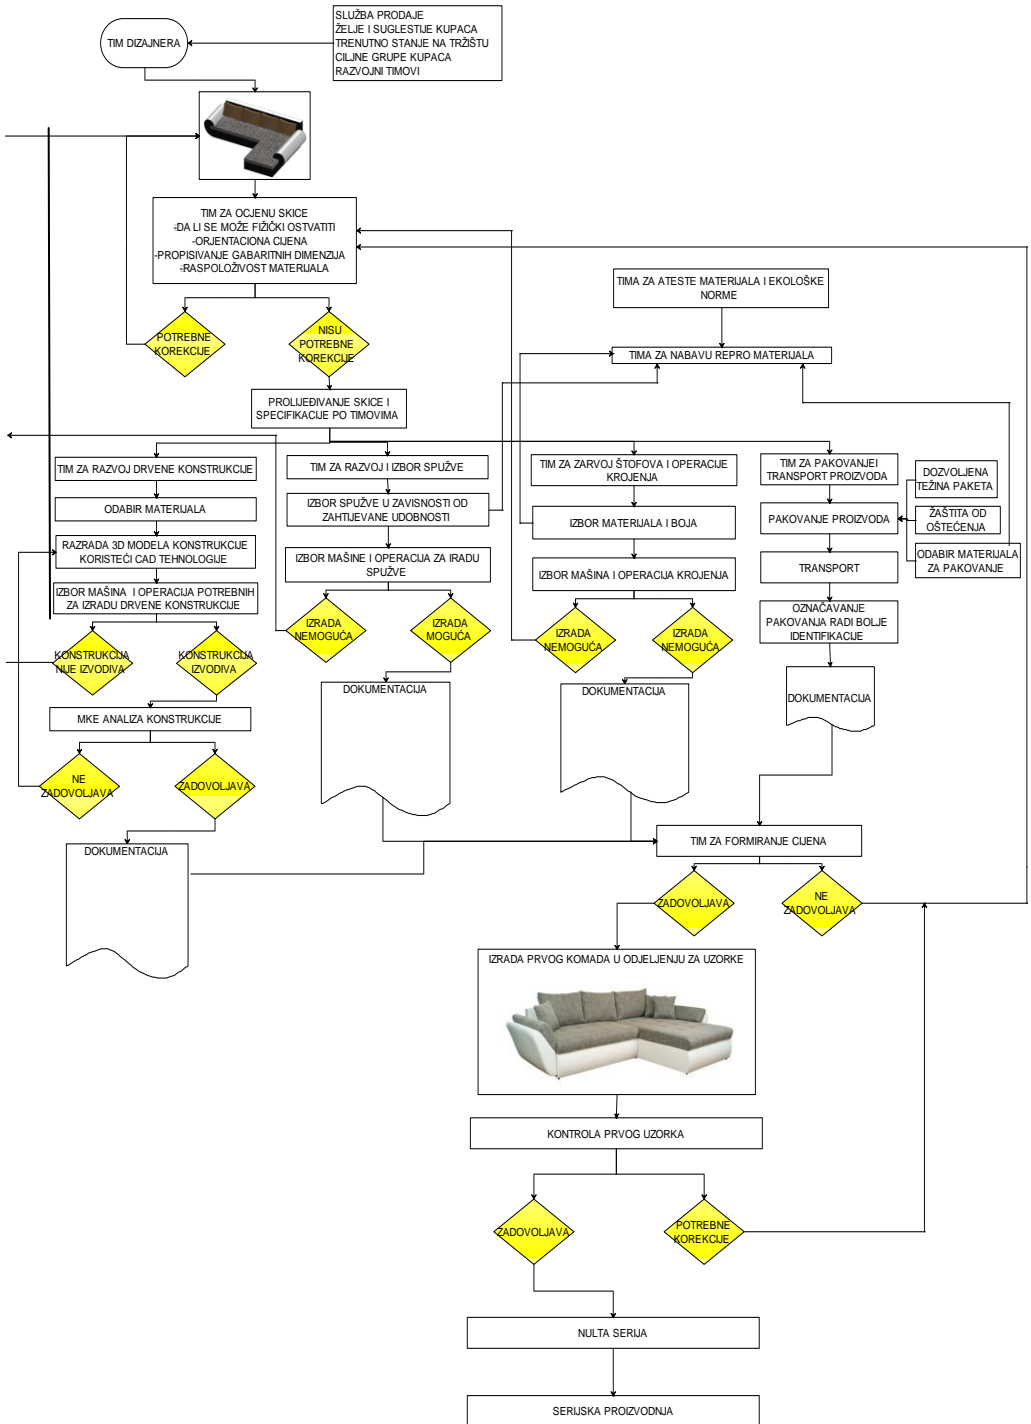 SLUŽBA PRODAJE
ŽELJE I SUGLESTIJE KUPACA
TRENUTNO STANJE NA TRŽIŠTU
CILJNE GRUPE KUPACA
RAZVOJNI TIMOVI
TIM DIZAJNERA
TIM ZA OCJENU SKICE
-DA LI SE MOŽE FIŽIČKI OSTVATITI
-ORJENTACIONA CIJENA
-PROPISIVANJE GABARITNIH DIMENZIJA
-RASPOLOŽIVOST MATERIJALA
TIMA ZA ATESTE MATERIJALA I EKOLOŠKE
NORME
POTREBNE
KOREKCIJE
NISU
POTREBNE
KOREKCIJE
TIMA ZA NABAVU REPRO MATERIJALA
PROLIJEĐIVANJE SKICE I
SPECIFIKACIJE PO TIMOVIMA
TIM ZA RAZVOJ DRVENE KONSTRUKCIJE
ODABIR MATERIJALA
RAZRADA 3D MODELA KONSTRUKCIJE
KORISTEĆI CAD TEHNOLOGIJE
IZBOR MAŠINA I OPERACIJA POTREBNIH
ZA IZRADU DRVENE KONSTRUKCIJE
KONSTRUKCIJA
NIJE IZVODIVA
KONSTRUKCIJA
IZVODIVA
MKE ANALIZA KONSTRUKCIJE
NE
ZADOVOLJAVA
ZADOVOLJAVA
DOKUMENTACIJA
TIM ZA RAZVOJ I IZBOR SPUŽVE
IZBOR SPUŽVE U ZAVISNOSTI OD
ZAHTIJEVANE UDOBNOSTI
IZBOR MAŠINE I OPERACIJA ZA IRADU
SPUŽVE
IZRADA
NEMOGUĆA
IZRADA
MOGUĆA
DOKUMENTACIJA
TIM ZA ZARVOJ ŠTOFOVA I OPERACIJE
KROJENJA
IZBOR MATERIJALA I BOJA
IZBOR MAŠINA I OPERACIJA KROJENJA
IZRADA
NEMOGUĆA
IZRADA
NEMOGUĆA
DOKUMENTACIJA
TIM ZA PAKOVANJEI
TRANSPORT PROIZVODA
PAKOVANJE PROIZVODA
TRANSPORT
OZNAČAVANJE
PAKOVANJA RADI BOLJE
IDENTIFIKACIJE
DOKUMENTACIJA
DOZVOLJENA
TEŽINA PAKETA
ŽAŠTITA OD
OŠTEĆENJA
ODABIR MATERIJALA
ZA PAKOVANJE
TIM ZA FORMIRANJE CIJENA
ZADOVOLJAVA
NE
ZADOVOLJAVA
IZRADA PRVOG KOMADA U ODJELJENJU ZA UZORKE
KONTROLA PRVOG UZORKA
ZADOVOLJAVA
POTREBNE
KOREKCIJE
NULTA SERIJA
SERIJSKA PROIZVODNJA